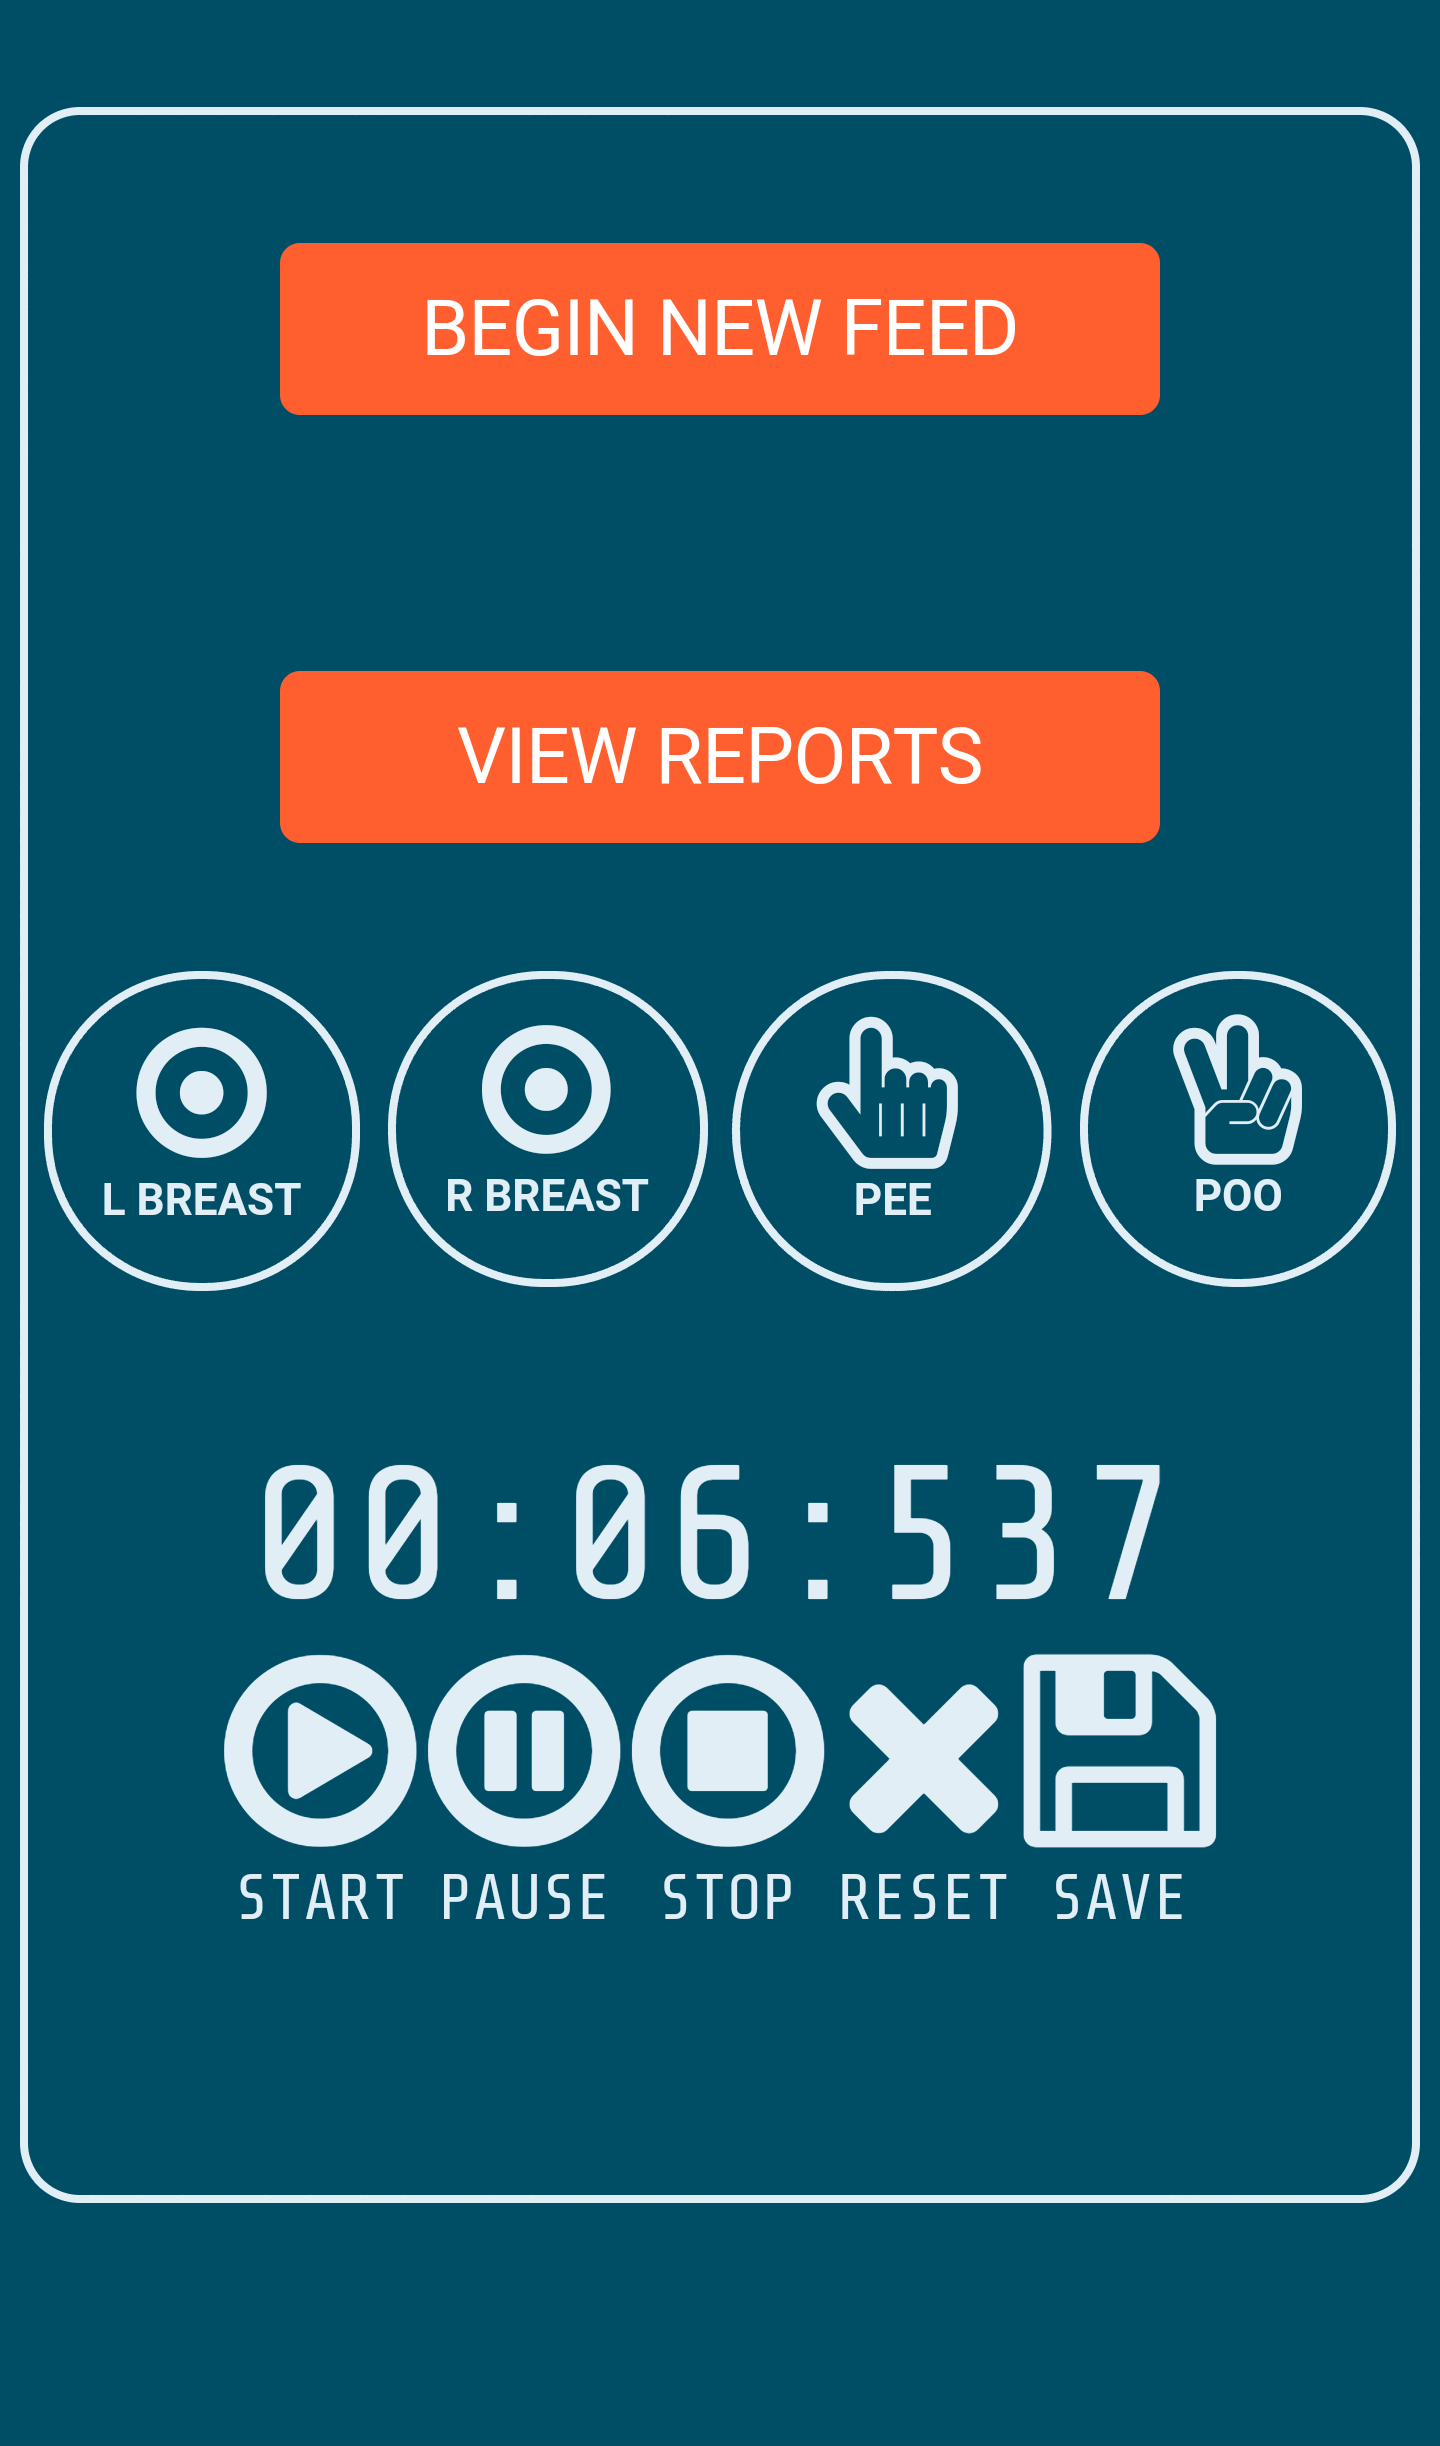 BEGIN NEW FEED
VIEW REPORTS
L BREAST R BREAST PEE POO
00:06:537
START PAUSE STOP RESET SAVE